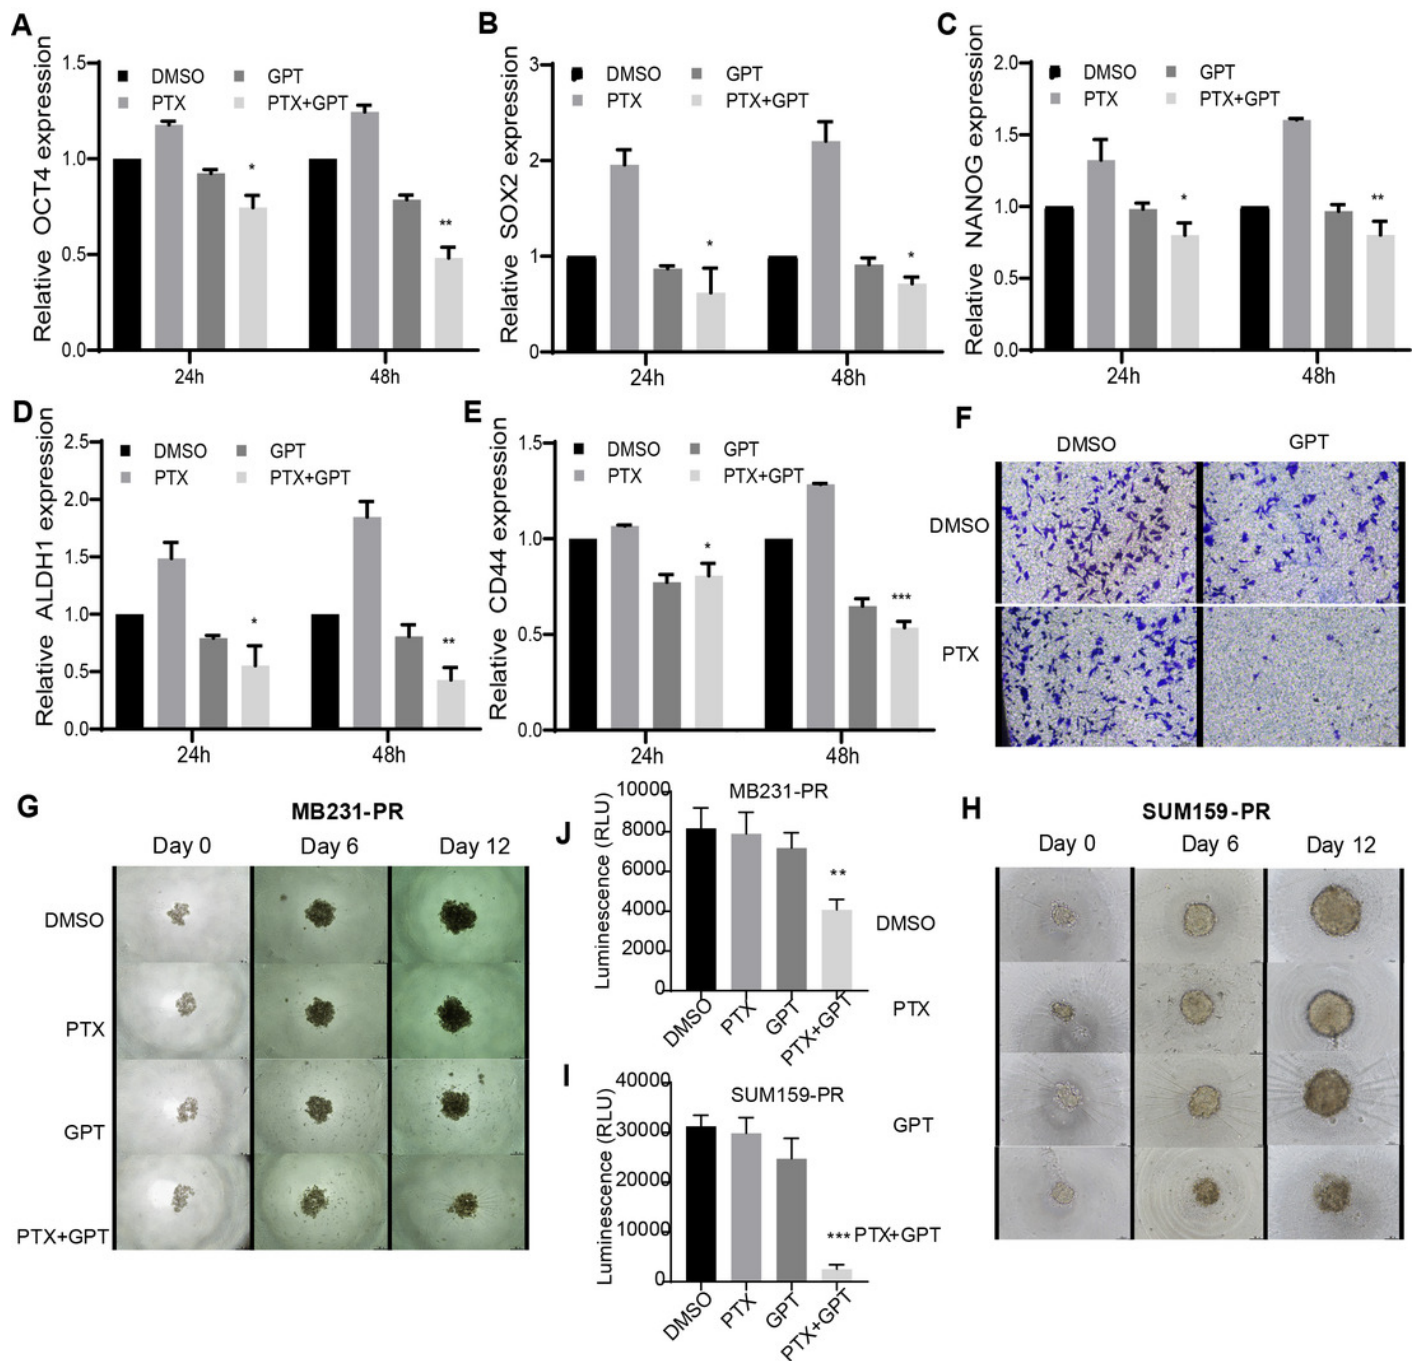 A
Relative OCT4 expression
1.5
1.0
0.5
0.0
DMSO
GPT
PTX
PTX+GPT
*
**
24h
48h
B
Relative SOX2 expression
3
2
1
0
DMSO
GPT
PTX
PTX+GPT
*
*
24h
48h
C
Relative NANOG expression
2.0
1.5
1.0
0.5
0.0
DMSO
GPT
PTX
PTX+GPT
*
**
24h
48h
D
Relative ALDH1 expression
2.5
2.0
1.5
1.0
0.5
0.0
DMSO
GPT
PTX
PTX+GPT
*
**
24h
48h
E
Relative CD44 expression
1.5
1.0
0.5
0.0
DMSO
GPT
PTX
PTX+GPT
*
***
24h
48h
F
DMSO GPT
DMSO
PTX
G
MB231-PR
Day 0 Day 6 Day 12
DMSO
PTX
GPT
PTX+GPT
J
MB231-PR
Luminescence (RLU)
10000
8000
6000
4000
2000
0
**
DMSO
PTX
GPT
PTX+GPT
I
SUM159-PR
Luminescence (RLU)
40000
30000
20000
10000
0
***
DMSO
PTX
GPT
PTX+GPT
H
SUM159-PR
Day 0 Day 6 Day 12
DMSO
PTX
GPT
PTX+GPT